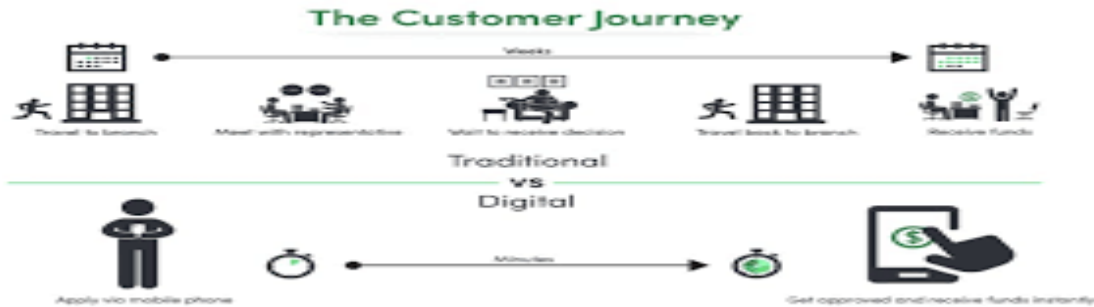 The Customer Journey
Weeks
Travel to branch
Meet with representative
Wait to receive decision
Travel back to branch
Receive funds
Traditional
vs
Digital
Minutes
Apply via mobile phone
Get approved and receive funds instantly